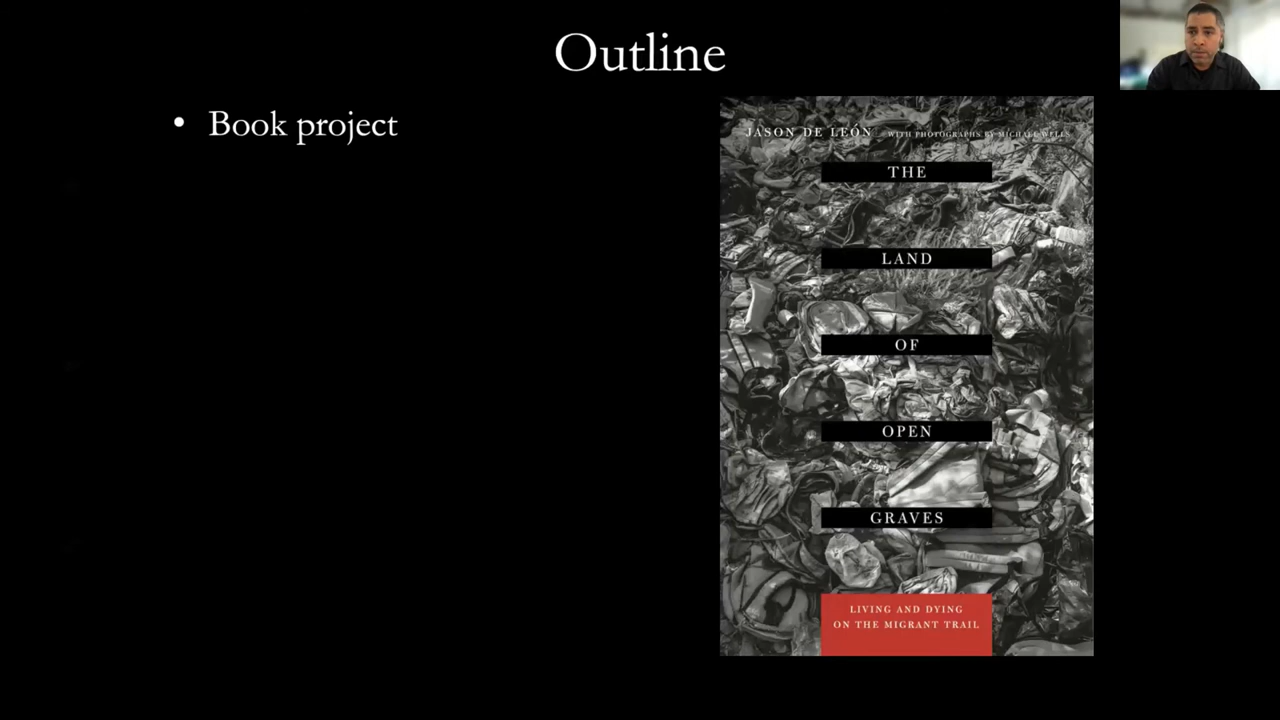 Outline
• Book project
JASON DE LEÓN WITH PHOTOGRAPHS BY MICHAEL WELLS
THE
LAND
OF
OPEN
GRAVES
LIVING AND DYING
ON THE MIGRANT TRAIL